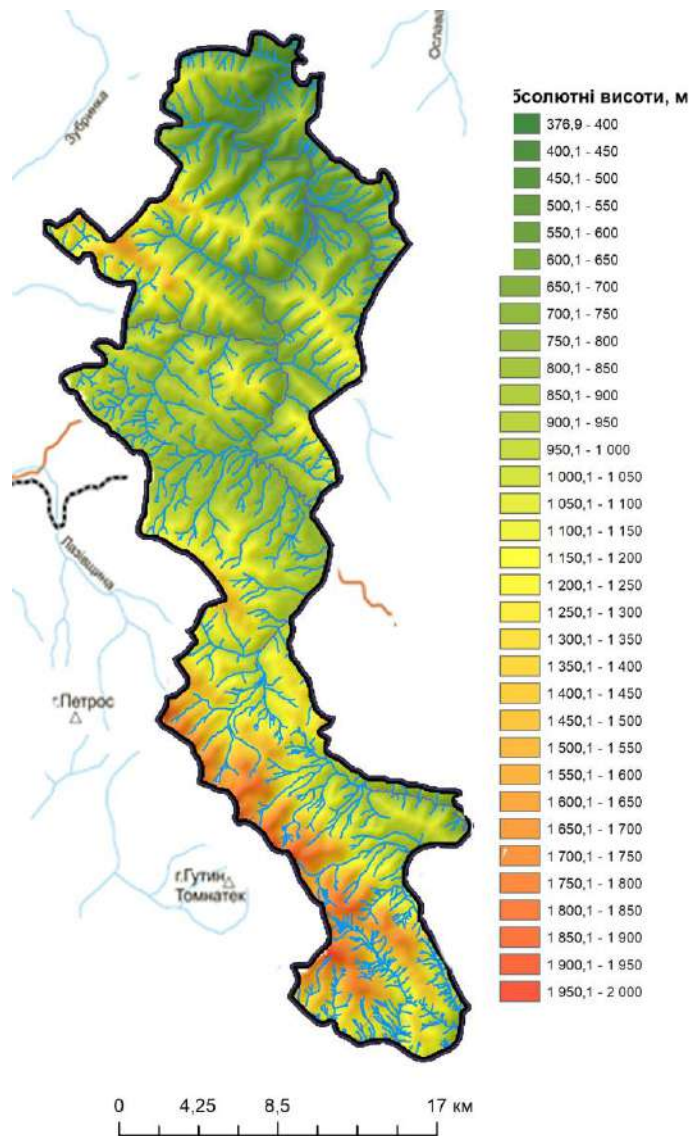 Зубринка
Ослава
бсолютні висоти, м
376,9 - 400
400,1 - 450
450,1 - 500
500,1 - 550
550,1 - 600
600,1 - 650
650,1 - 700
700,1 - 750
750,1 - 800
800,1 - 850
850,1 - 900
900,1 - 950
950,1 - 1 000
1 000,1 - 1 050
1 050,1 - 1 100
1 100,1 - 1 150
1 150,1 - 1 200
1 200,1 - 1 250
1 250,1 - 1 300
1 300,1 - 1 350
1 350,1 - 1 400
1 400,1 - 1 450
1 450,1 - 1 500
1 500,1 - 1 550
1 550,1 - 1 600
1 600,1 - 1 650
1 650,1 - 1 700
1 700,1 - 1 750
1 750,1 - 1 800
1 800,1 - 1 850
1 850,1 - 1 900
1 900,1 - 1 950
1 950,1 - 2 000
Лазівщина
г.Петрос
г.Гутин
Томнатек
0 4,25 8,5 17 км